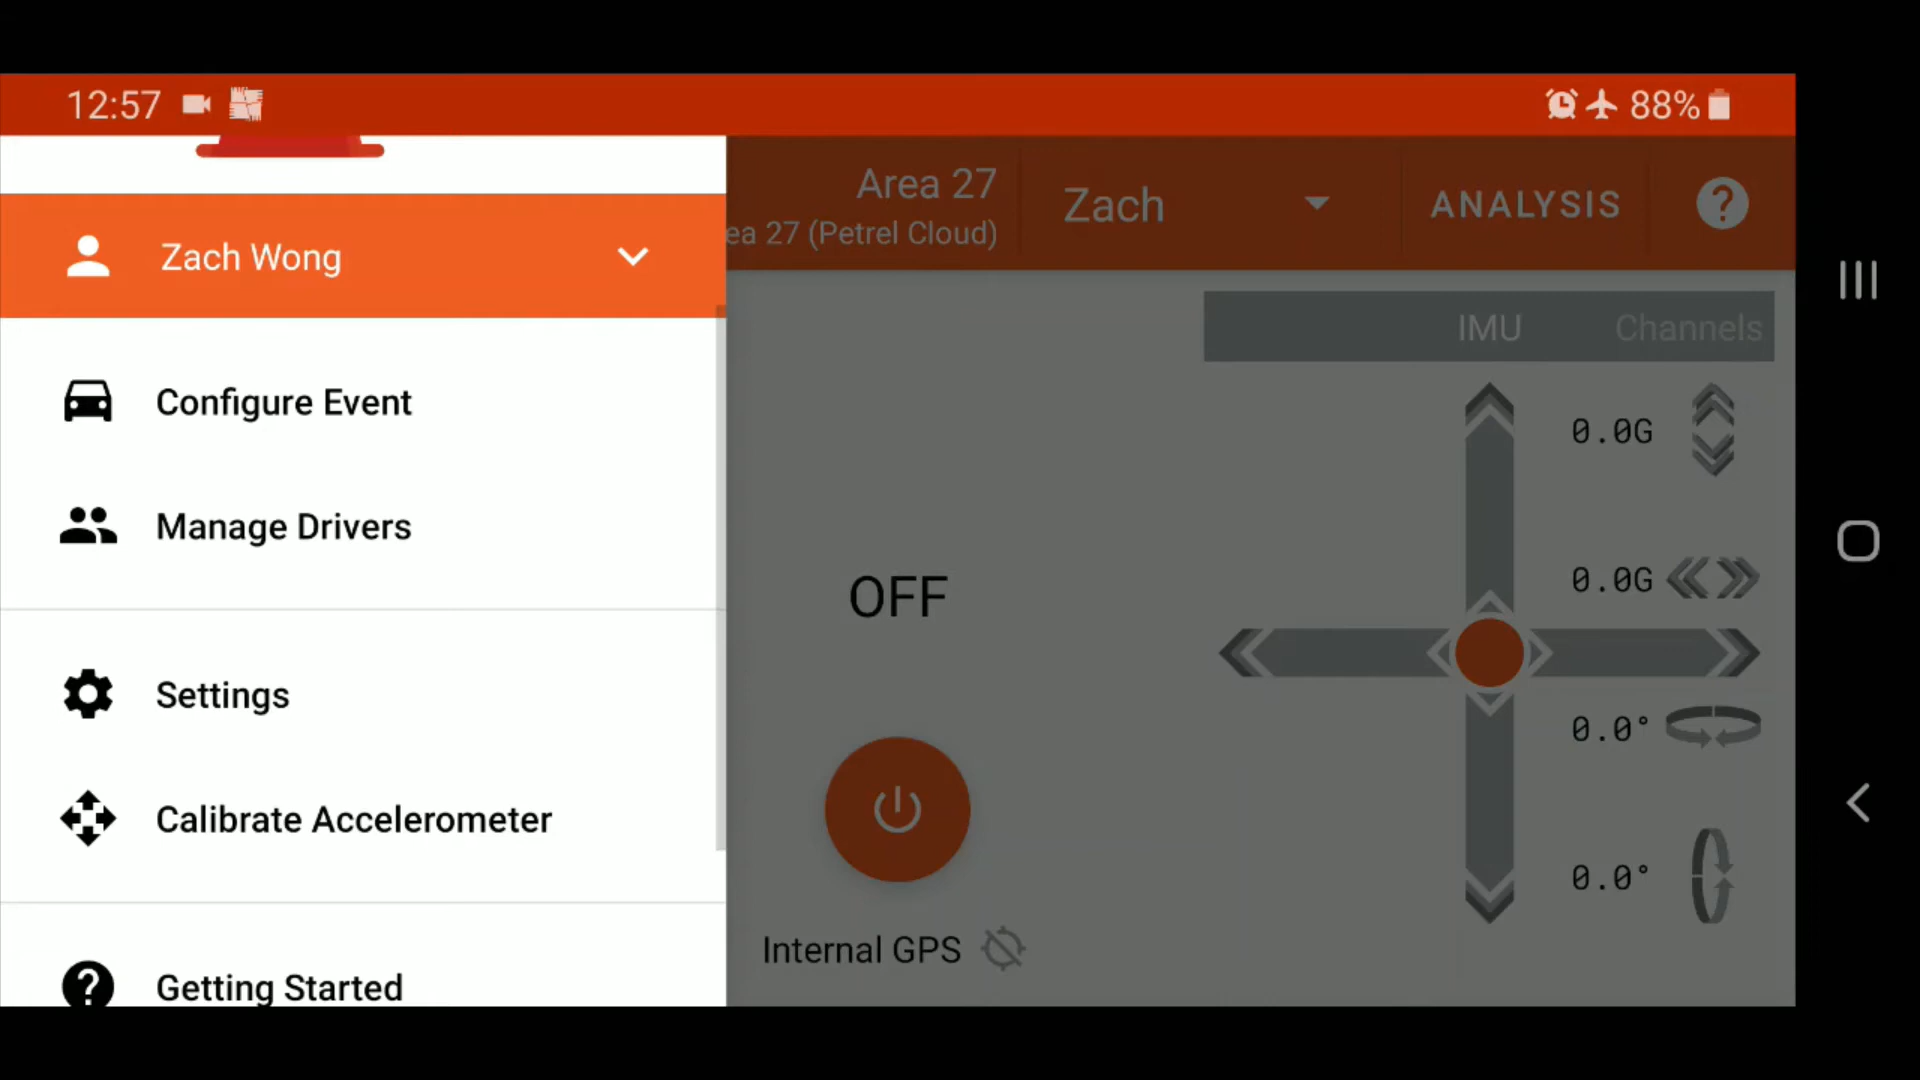 12:57
88%
Zach Wong
Configure Event
Manage Drivers
Settings
Calibrate Accelerometer
Getting Started
Area 27
ea 27 (Petrel Cloud)
Zach
ANALYSIS
?
IMU
Channels
0.0G
0.0G
0.0°
0.0°
OFF
Internal GPS